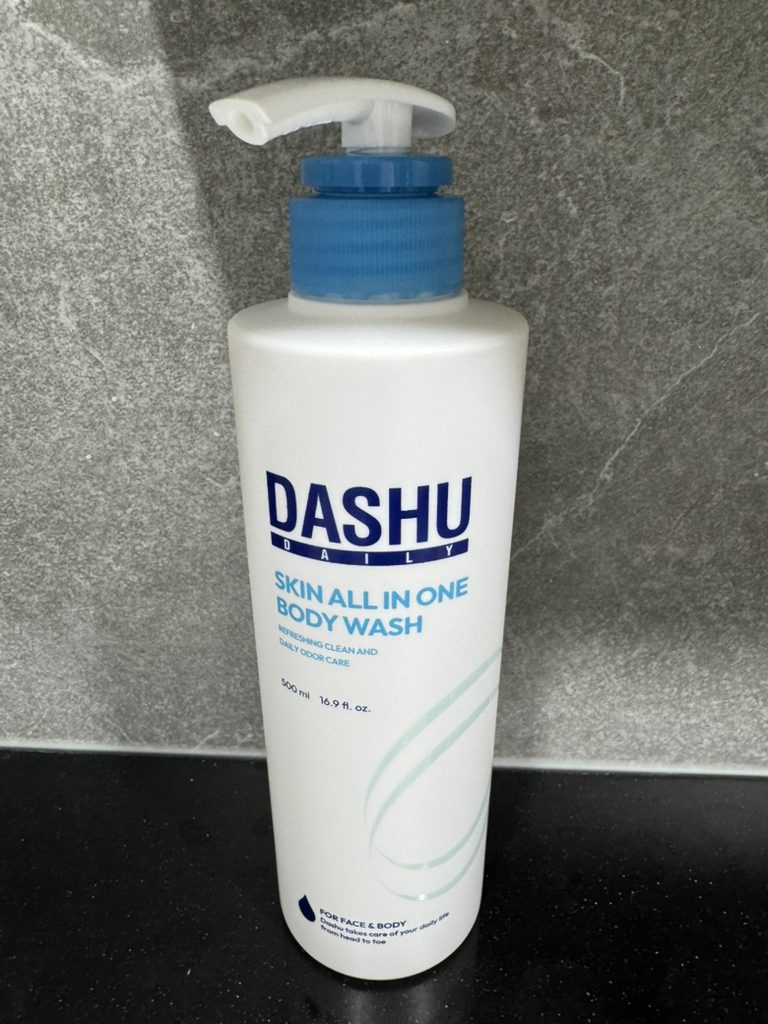 DASHU
DAILY
SKIN ALL IN ONE
BODY WASH
REFRESHING CLEAN AND
DAILY ODOR CARE
500 ml 16.9 fl. oz.
FOR FACE & BODY
Dashu takes care of your daily life
from head to toe